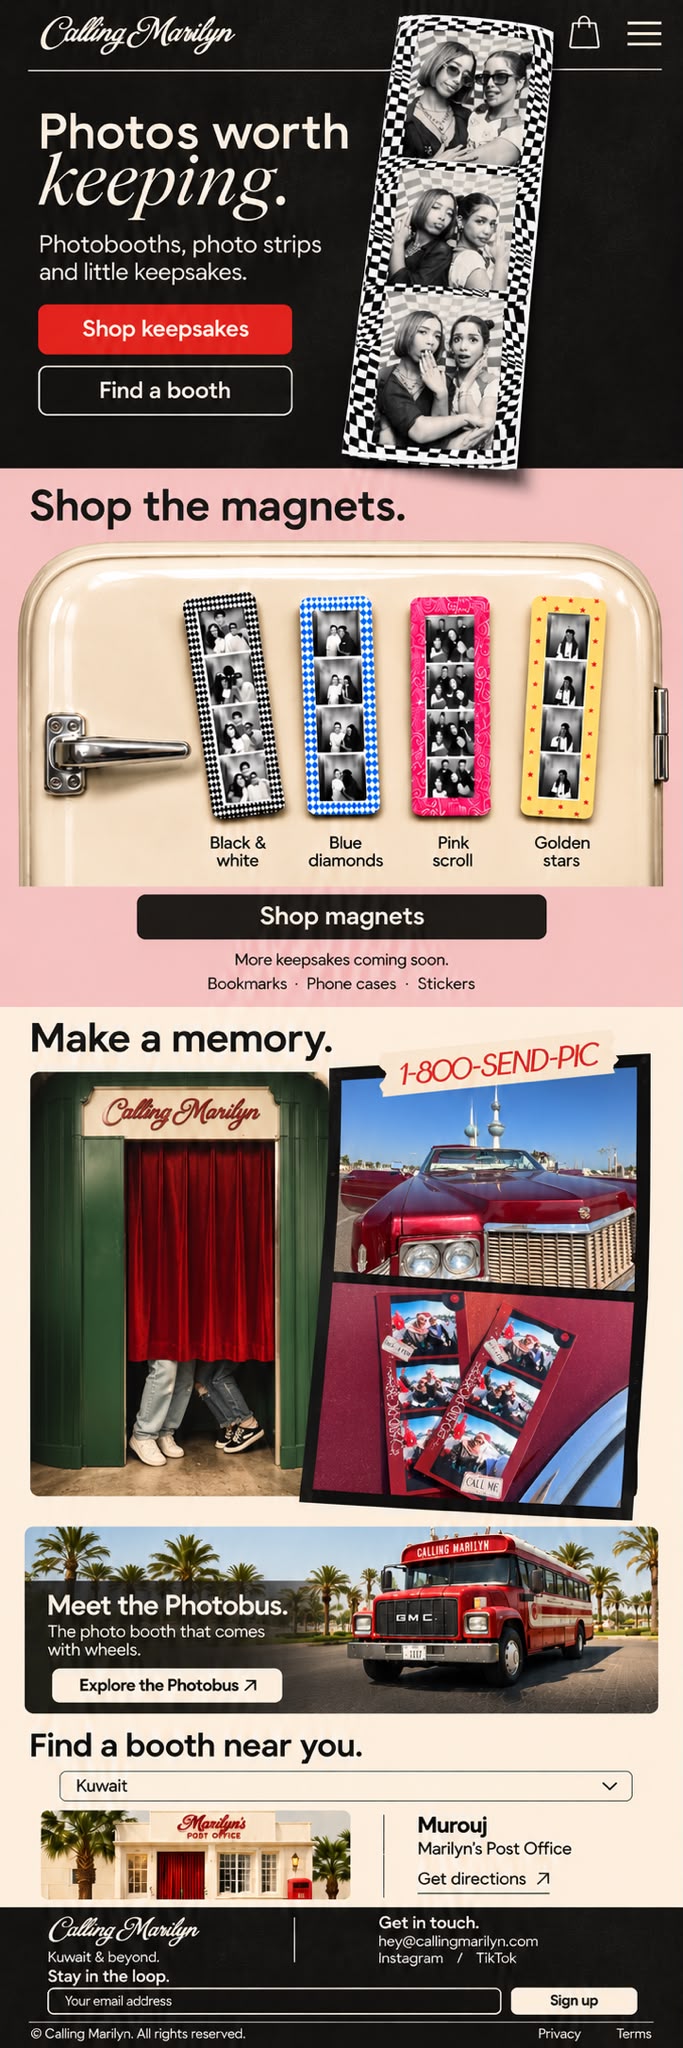 Calling Marilyn
Photos worth
keeping.
Photobooths, photo strips
and little keepsakes.
Shop keepsakes
Find a booth
Shop the magnets.
Black &
white
Blue
diamonds
Pink
scroll
Golden
stars
Shop magnets
More keepsakes coming soon.
Bookmarks · Phone cases · Stickers
Make a memory.
1-800-SEND-PIC
Calling Marilyn
CALL ME
CALLING MARILYN
GMC
Meet the Photobus.
The photo booth that comes
with wheels.
Explore the Photobus
Find a booth near you.
Kuwait
Marilyn's
POST OFFICE
Murouj
Marilyn's Post Office
Get directions
Calling Marilyn
Kuwait & beyond.
Get in touch.
hey@callingmarilyn.com
Instagram / TikTok
Stay in the loop.
Your email address
Sign up
© Calling Marilyn. All rights reserved.
Privacy
Terms